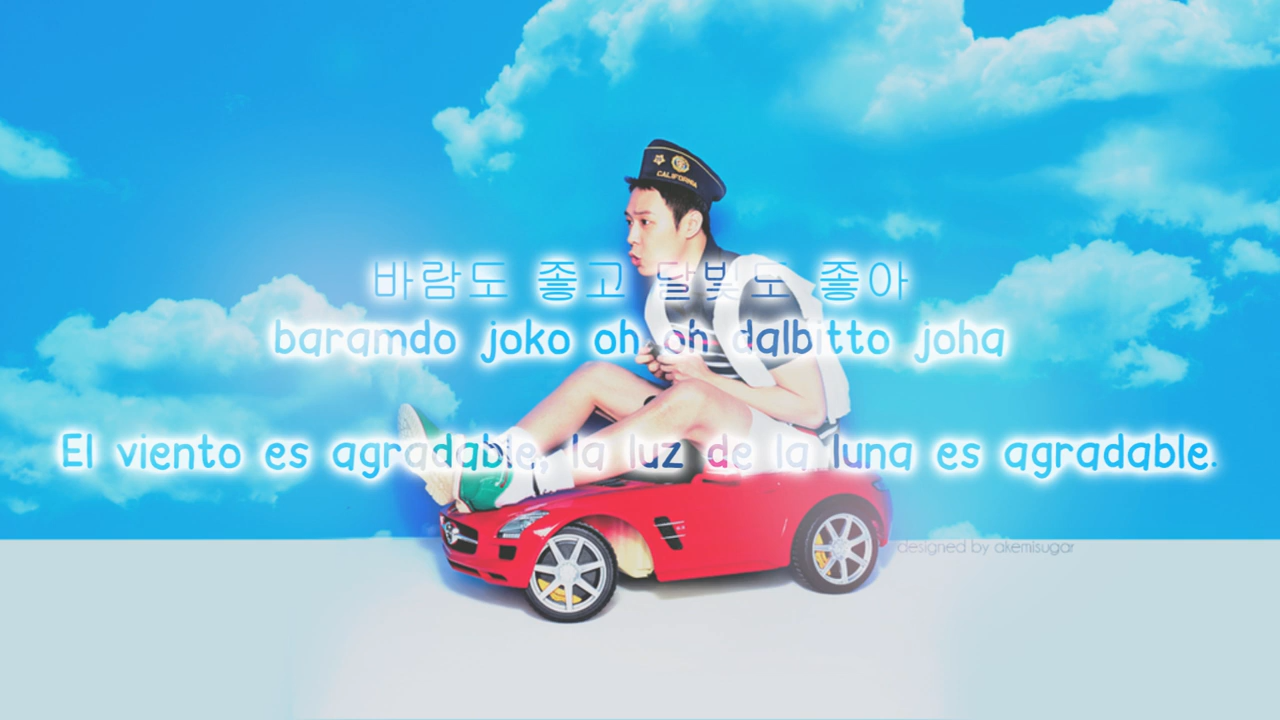 CALIFORNIA
바람도 좋고 달빛도 좋아
baramdo joko oh oh dalbitto joha
El viento es agradable, la luz de la luna es agradable.
designed by akemisugar